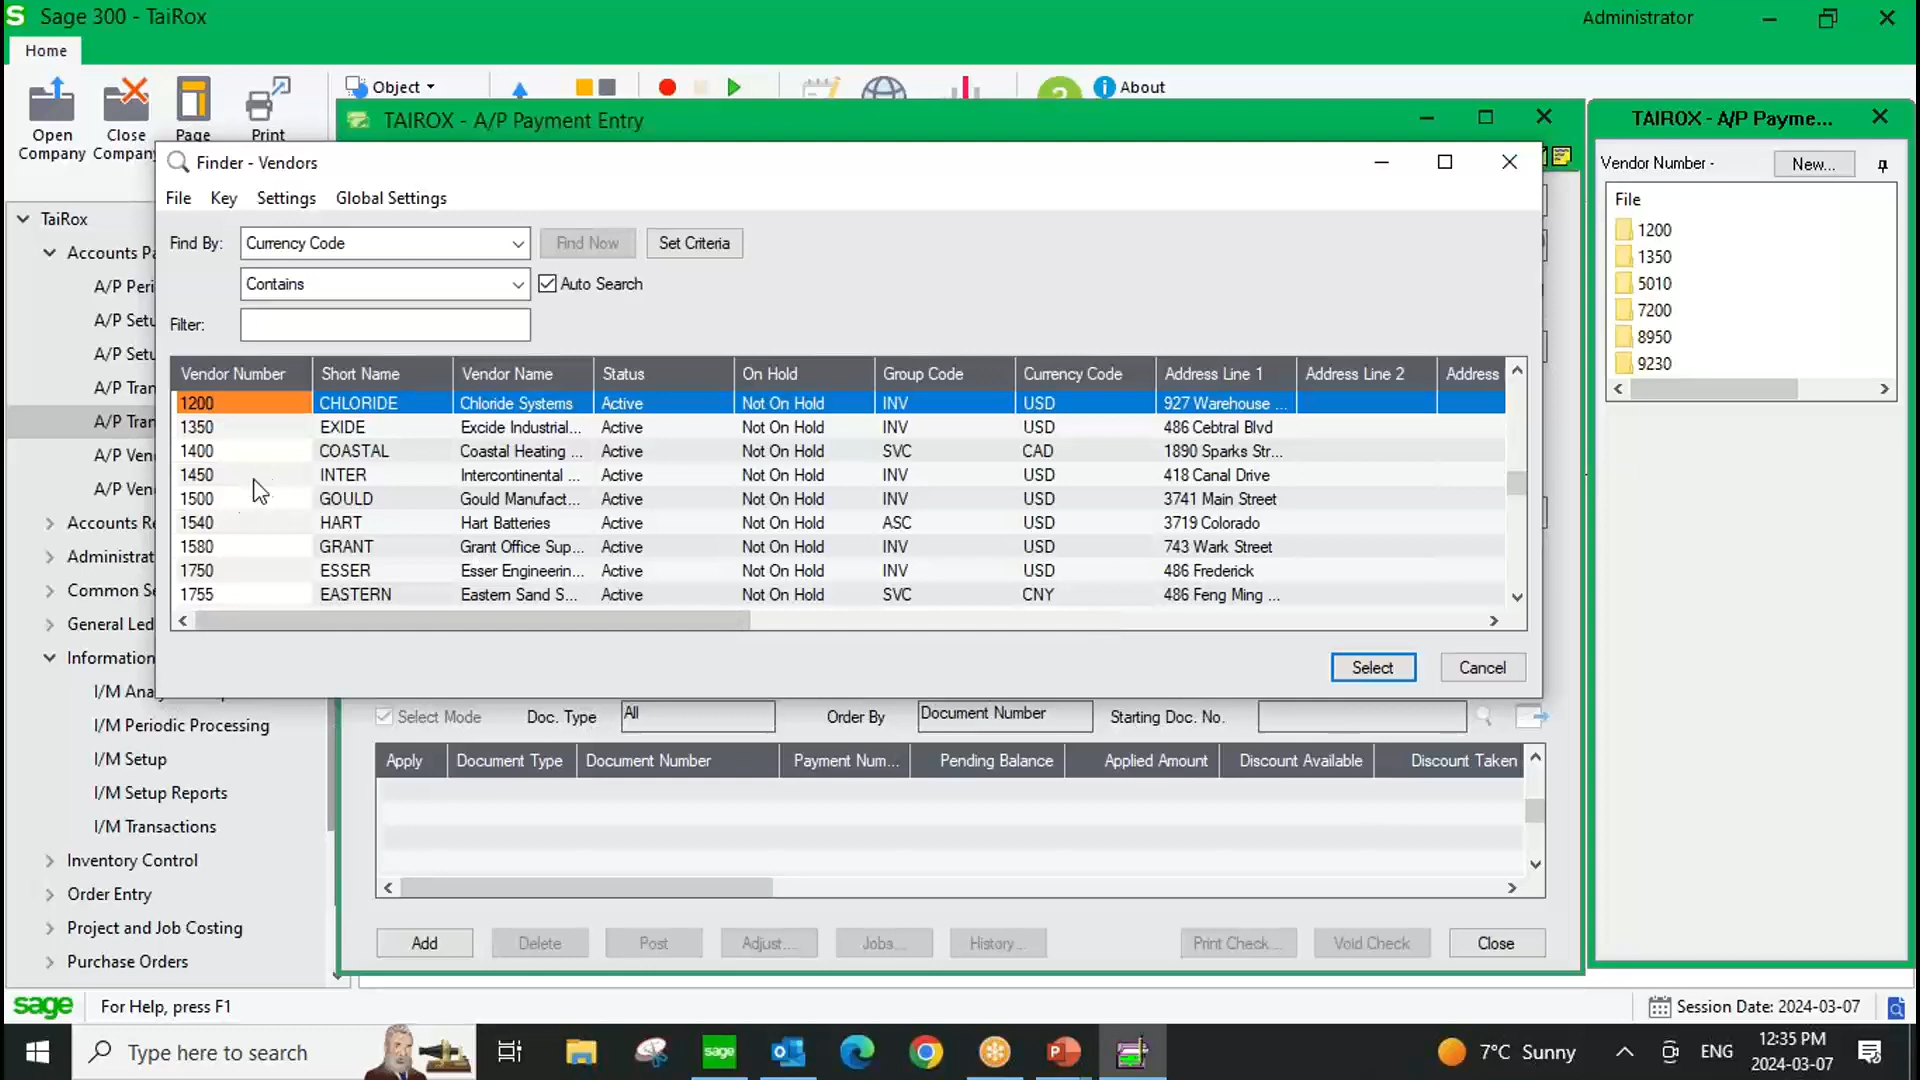 Sage 300 - TaiRox
Administrator
Home
Open Company
Close Company
Page
Print
Object
About
TAIROX - A/P Payment Entry
TAIROX - A/P Payme...
Finder - Vendors
File Key Settings Global Settings
Find By: Currency Code Find Now Set Criteria
Contains Auto Search
Filter:
Vendor Number Short Name Vendor Name Status On Hold Group Code Currency Code Address Line 1 Address Line 2 Address
1200 CHLORIDE Chloride Systems Active Not On Hold INV USD 927 Warehouse ...
1350 EXIDE Excide Industrial... Active Not On Hold INV USD 486 Cebtral Blvd
1400 COASTAL Coastal Heating ... Active Not On Hold SVC CAD 1890 Sparks Str...
1450 INTER Intercontinental ... Active Not On Hold INV USD 418 Canal Drive
1500 GOULD Gould Manufact... Active Not On Hold INV USD 3741 Main Street
1540 HART Hart Batteries Active Not On Hold ASC USD 3719 Colorado
1580 GRANT Grant Office Sup... Active Not On Hold INV USD 743 Wark Street
1750 ESSER Esser Engineerin... Active Not On Hold INV USD 486 Frederick
1755 EASTERN Eastern Sand S... Active Not On Hold SVC CNY 486 Feng Ming ...
Select Cancel
Vendor Number - New...
File
1200
1350
5010
7200
8950
9230
TaiRox
Accounts Pa
A/P Peri
A/P Setu
A/P Setu
A/P Tran
A/P Tran
A/P Ven
A/P Ven
Accounts Re
Administrat
Common Se
General Led
Information
I/M Ana
I/M Periodic Processing
I/M Setup
I/M Setup Reports
I/M Transactions
Inventory Control
Order Entry
Project and Job Costing
Purchase Orders
Select Mode Doc. Type All Order By Document Number Starting Doc. No.
Apply Document Type Document Number Payment Num... Pending Balance Applied Amount Discount Available Discount Taken
Add Delete Post Adjust... Jobs... History... Print Check... Void Check Close
sage For Help, press F1
Session Date: 2024-03-07
Type here to search
sage
7°C Sunny
ENG
12:35 PM
2024-03-07